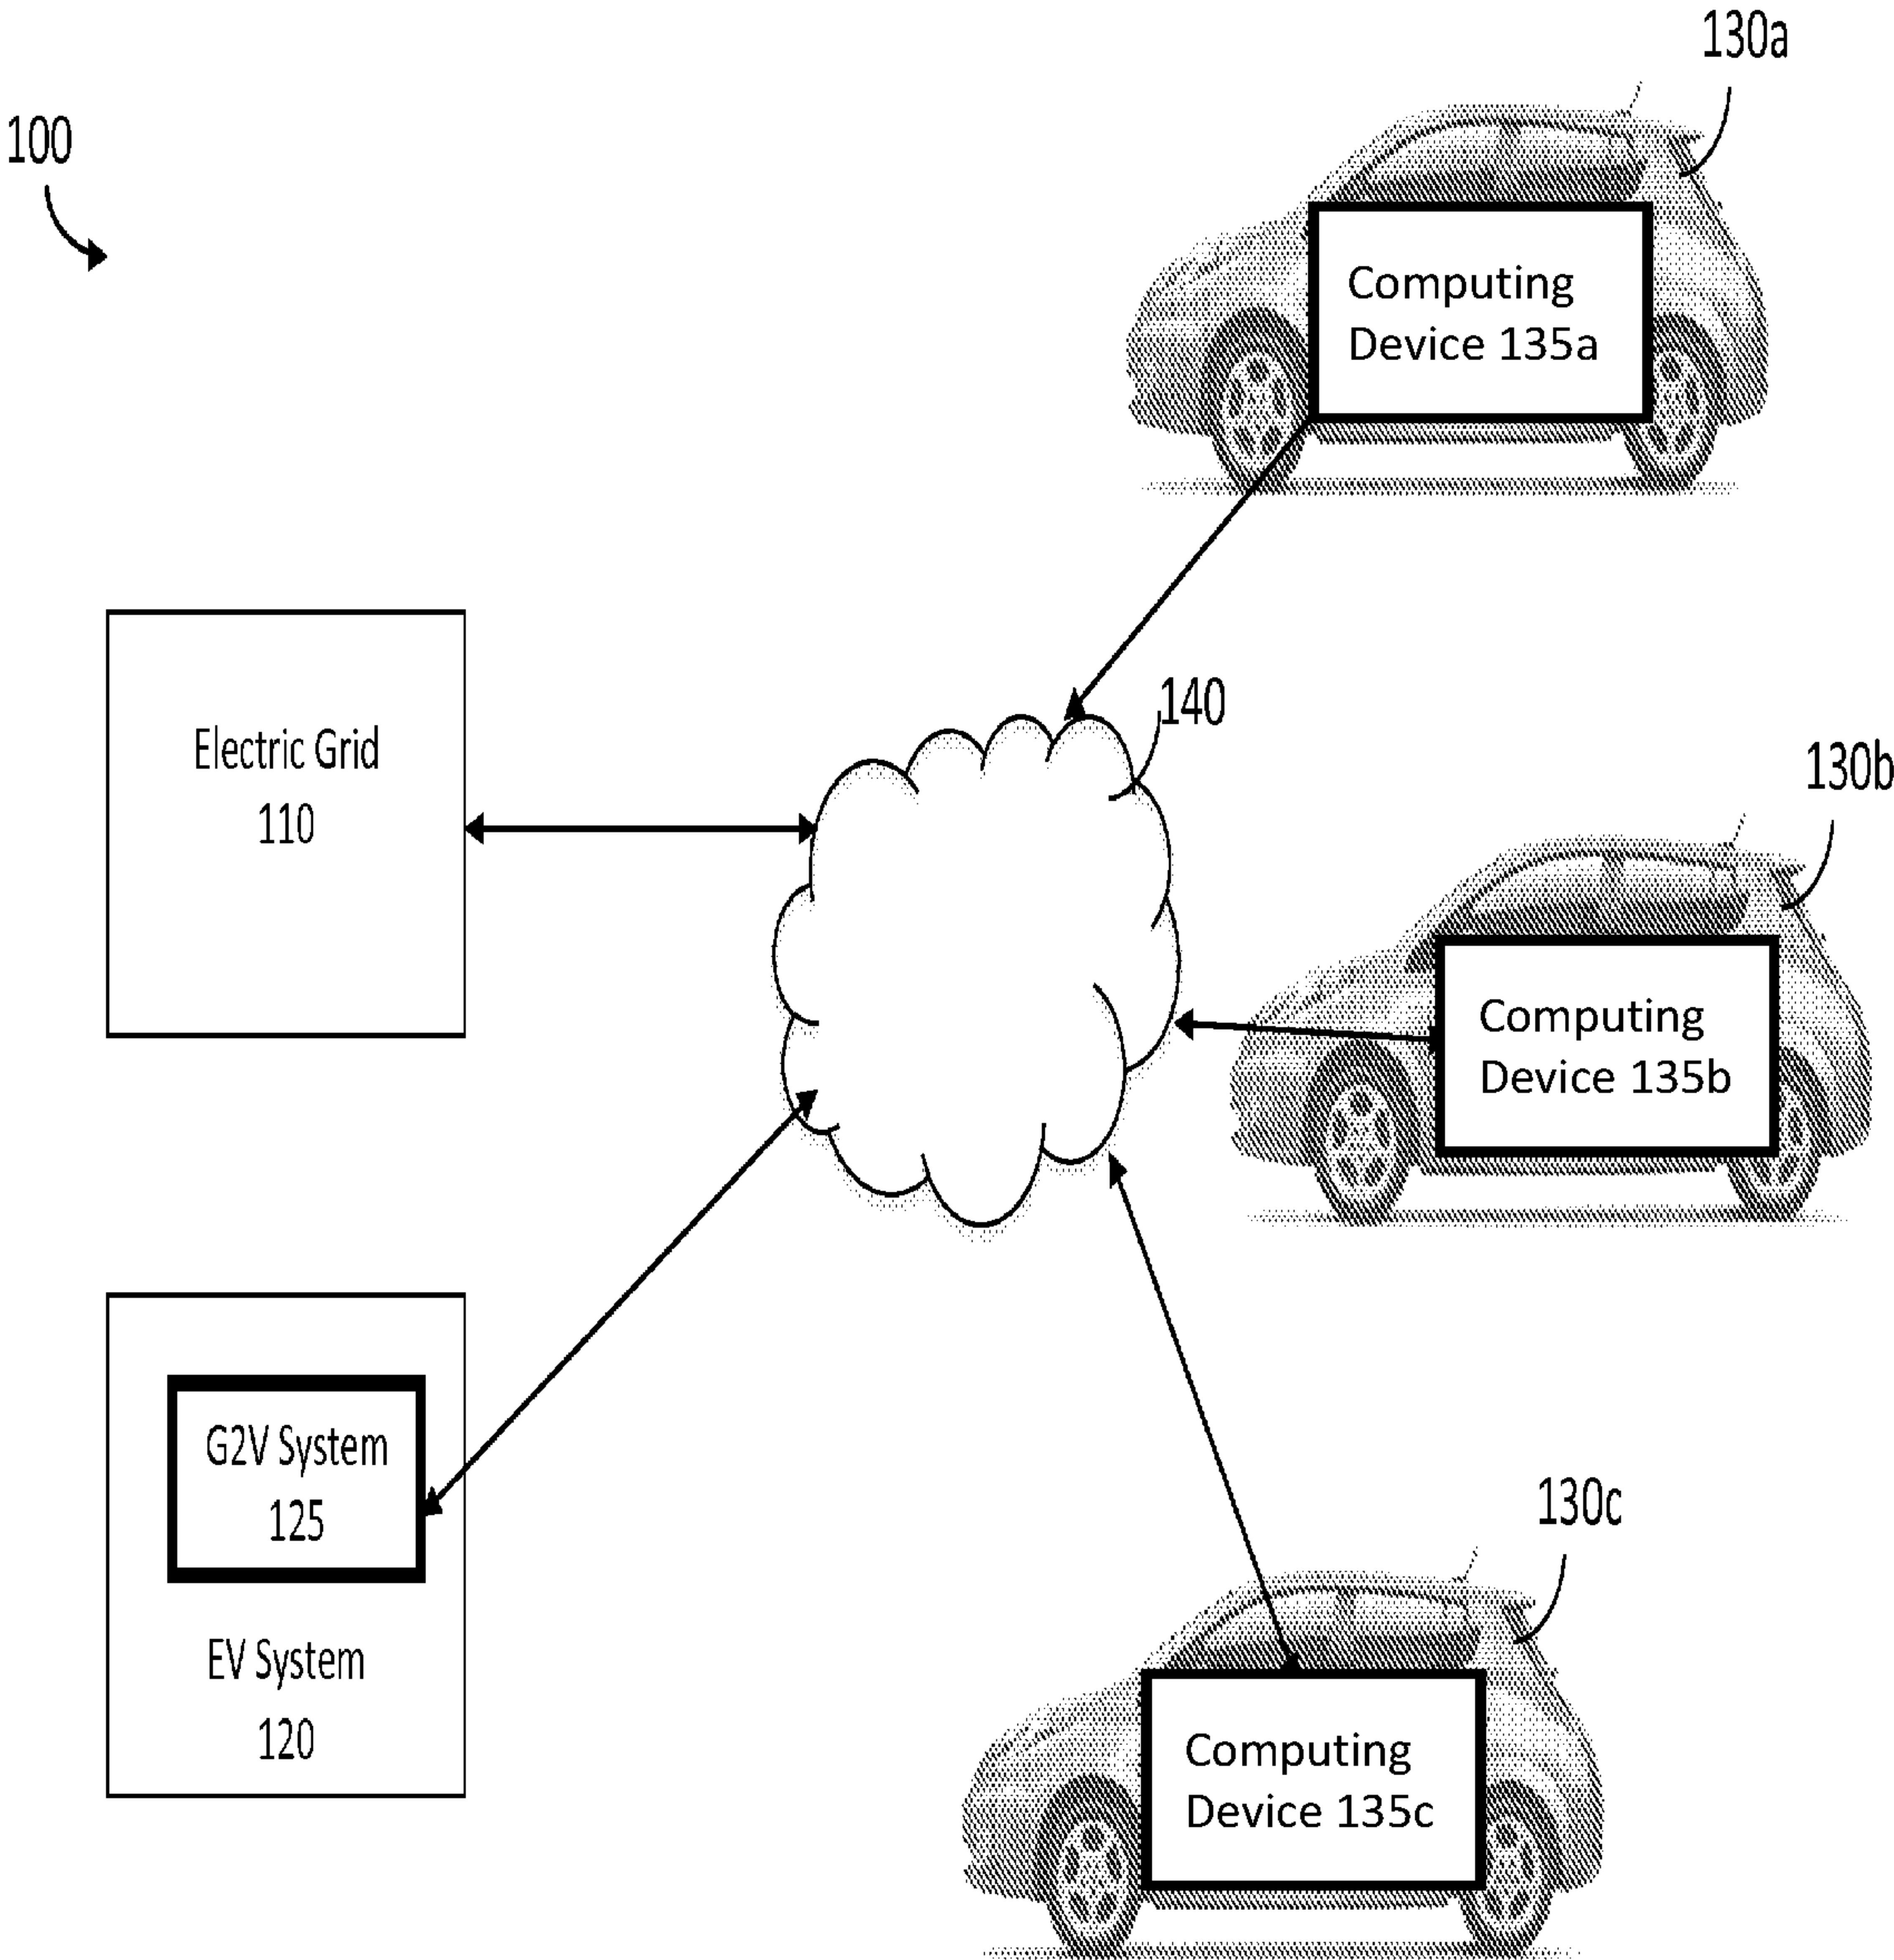 130a
100
Computing
Device 135a
140
Electric Grid
110
130b
Computing
Device 135b
G2V System
125
130c
EV System
120
Computing
Device 135c